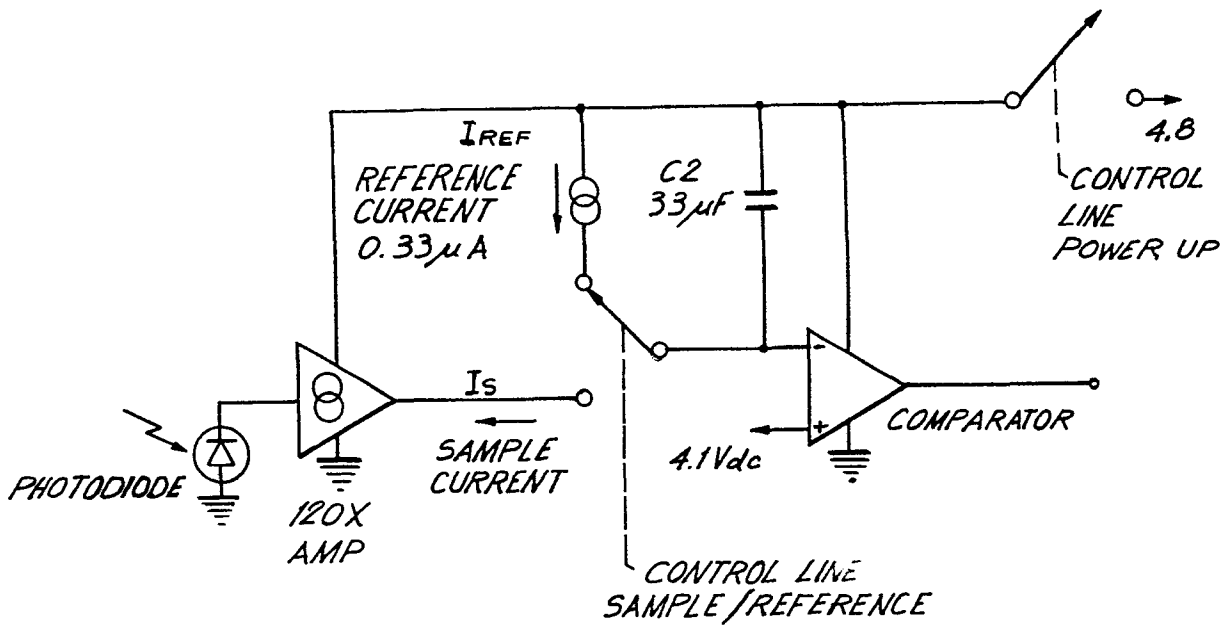 I REF
REFERENCE
CURRENT
0.33µA
C2
33µF
4.8
CONTROL
LINE
POWER UP
Is
SAMPLE
CURRENT
PHOTODIODE
120X
AMP
-
+
4.1Vdc
COMPARATOR
CONTROL LINE
SAMPLE/REFERENCE